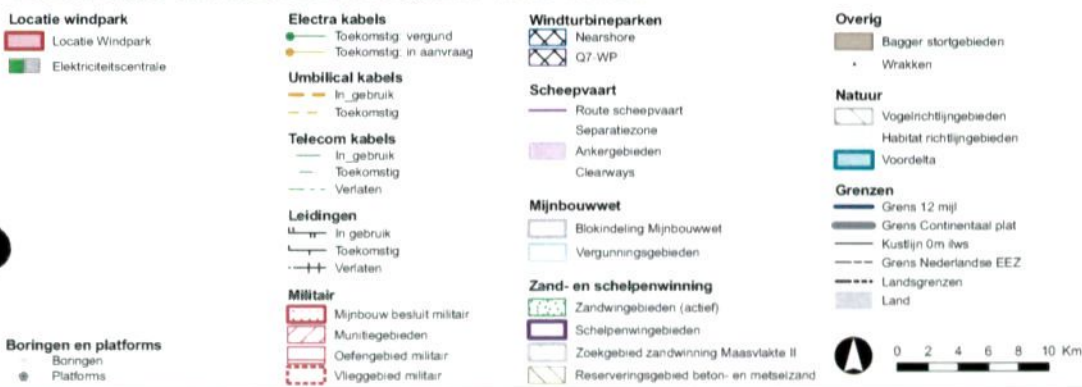 Locatie windpark
Locatie Windpark
Elektriciteitscentrale
Boringen en platforms
Boringen
Platforms
Electra kabels
Toekomstig: vergund
Toekomstig: in aanvraag
Umbilical kabels
In_gebruik
Toekomstig
Telecom kabels
In_gebruik
Toekomstig
Verlaten
Leidingen
In gebruik
Toekomstig
Verlaten
Militair
Mijnbouw besluit militair
Munitiegebieden
Oefengebied militair
Vlieggebied militair
Windturbineparken
Nearshore
Q7-WP
Scheepvaart
Route scheepvaart
Separatiezone
Ankergebieden
Clearways
Mijnbouwwet
Blokindeling Mijnbouwwet
Vergunningsgebieden
Zand- en schelpenwinning
Zandwingebieden (actief)
Schelpenwingebieden
Zoekgebied zandwinning Maasvlakte II
Reserveringsgebied beton- en metselzand
Overig
Bagger stortgebieden
Wrakken
Natuur
Vogelrichtlijngebieden
Habitat richtlijngebieden
Voordelta
Grenzen
Grens 12 mijl
Grens Continentaal plat
Kustlijn 0m ilws
Grens Nederlandse EEZ
Landsgrenzen
Land
0 2 4 6 8 10 Km